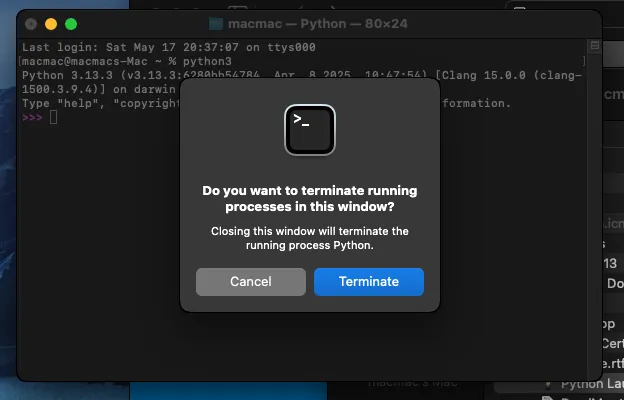 macmac — Python — 80×24
Last login: Sat May 17 20:37:07 on ttys000
[macmac@macmacs-Mac ~ % python3 ]
Python 3.13.3 (v3.13.3:6280bb54784, Apr 8 2025, 10:47:54) [Clang 15.0.0 (clang-
1500.3.9.4)] on darwin
Type "help", "copyright formation.
>>>
>_
Do you want to terminate running
processes in this window?
Closing this window will terminate the
running process Python.
Cancel Terminate
.icn
13
Do
op
Cert
e.rtf
Python Lau
macmac's Mac